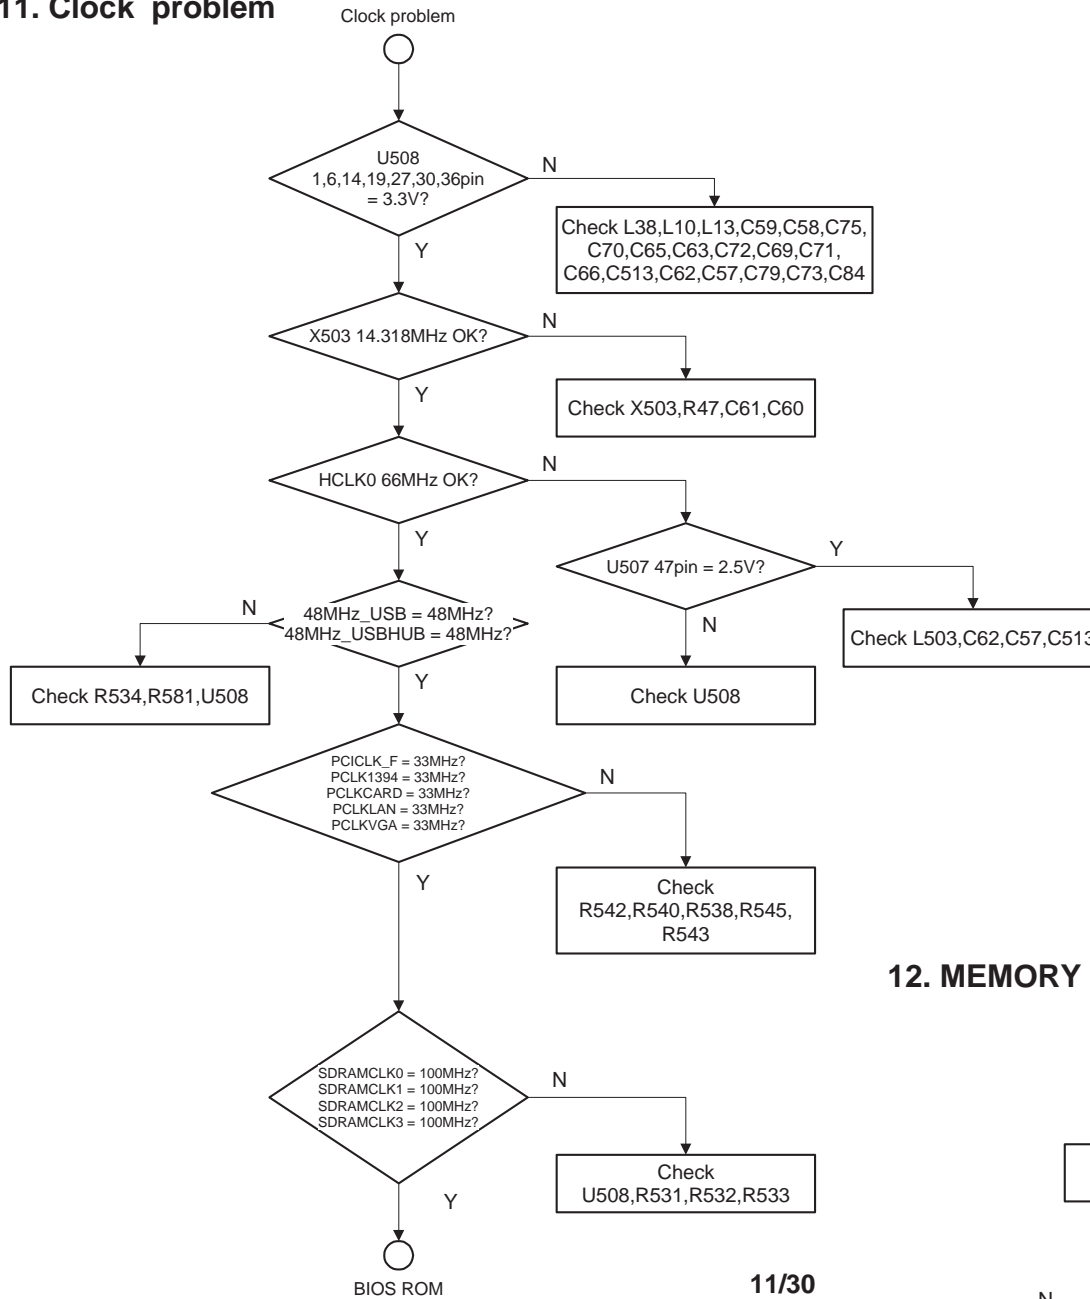 11. Clock problem
Clock problem
U508
1,6,14,19,27,30,36pin
= 3.3V?
N
Check L38,L10,L13,C59,C58,C75,
C70,C65,C63,C72,C69,C71,
C66,C513,C62,C57,C79,C73,C84
Y
X503 14.318MHz OK?
N
Check X503,R47,C61,C60
Y
HCLK0 66MHz OK?
N
Y
U507 47pin = 2.5V?
Y
Check L503,C62,C57,C513
N
Check U508
48MHz_USB = 48MHz?
48MHz_USBHUB = 48MHz?
N
Check R534,R581,U508
Y
PCICLK_F = 33MHz?
PCLK1394 = 33MHz?
PCLKCARD = 33MHz?
PCLKLAN = 33MHz?
PCLKVGA = 33MHz?
N
Check
R542,R540,R538,R545,
R543
Y
12. MEMORY
SDRAMCLK0 = 100MHz?
SDRAMCLK1 = 100MHz?
SDRAMCLK2 = 100MHz?
SDRAMCLK3 = 100MHz?
N
Check
U508,R531,R532,R533
Y
BIOS ROM
11/30
N